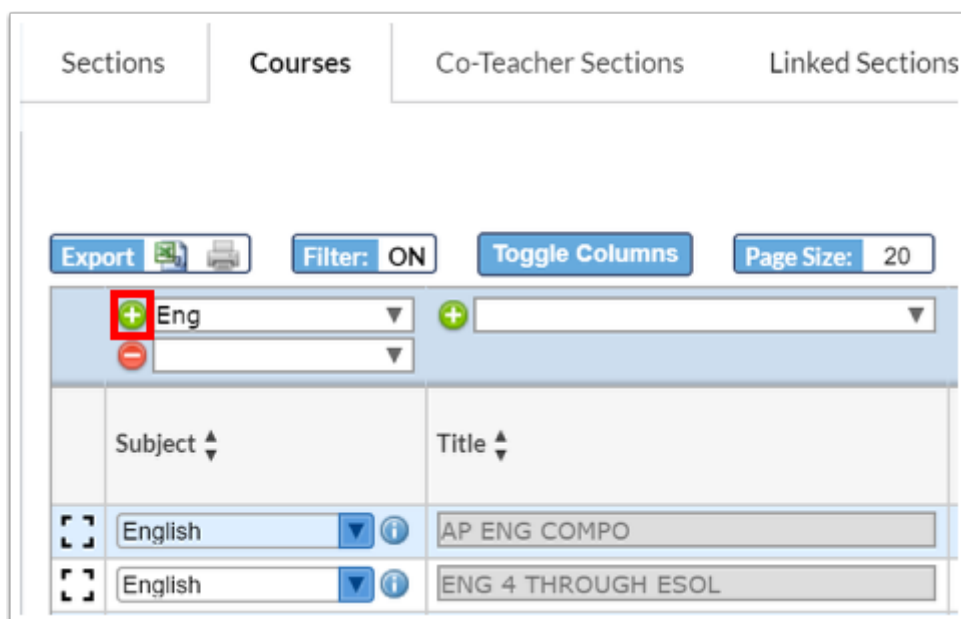 Sections Courses Co-Teacher Sections Linked Sections
Export Filter: ON Toggle Columns Page Size: 20
Eng
Subject Title
English AP ENG COMPO
English ENG 4 THROUGH ESOL